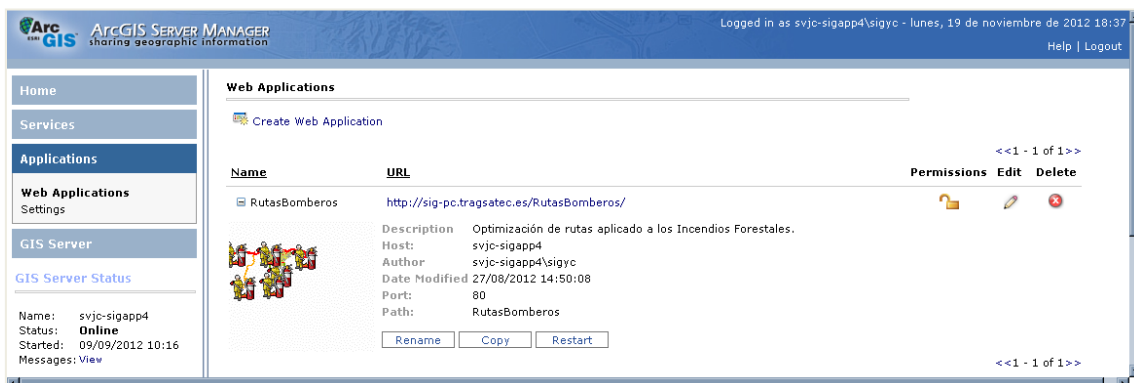 Logged in as svjc-sigapp4\sigyc - lunes, 19 de noviembre de 2012 18:37
Arc GIS
ESRI
ArcGIS Server Manager
sharing geographic information
Help | Logout
Home
Services
Applications
Web Applications
Settings
GIS Server
GIS Server Status
Name: svjc-sigapp4
Status: Online
Started: 09/09/2012 10:16
Messages: View
Web Applications
Create Web Application
<<1 - 1 of 1>>
Name URL Permissions Edit Delete
RutasBomberos http://sig-pc.tragsatec.es/RutasBomberos/
Description Optimización de rutas aplicado a los Incendios Forestales.
Host: svjc-sigapp4
Author svjc-sigapp4\sigyc
Date Modified 27/08/2012 14:50:08
Port: 80
Path: RutasBomberos
Rename Copy Restart
<<1 - 1 of 1>>